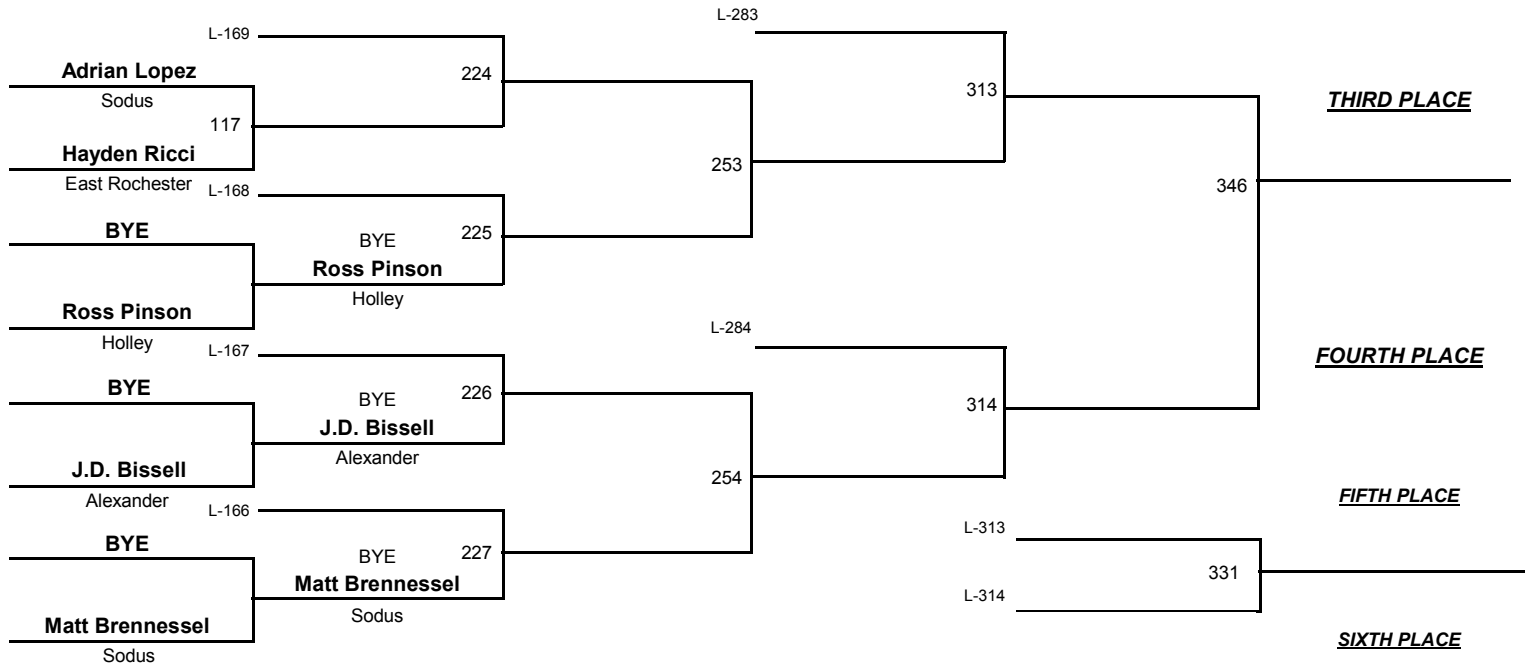 L-283
L-169
Adrian Lopez
224
Sodus
313
THIRD PLACE
117
Hayden Ricci
253
East Rochester
L-168
346
BYE
BYE
225
Ross Pinson
Holley
Ross Pinson
L-284
Holley
L-167
FOURTH PLACE
BYE
BYE
226
314
J.D. Bissell
J.D. Bissell
Alexander
254
Alexander
FIFTH PLACE
L-166
L-313
BYE
BYE
227
331
Matt Brennessel
L-314
Sodus
Matt Brennessel
SIXTH PLACE
Sodus